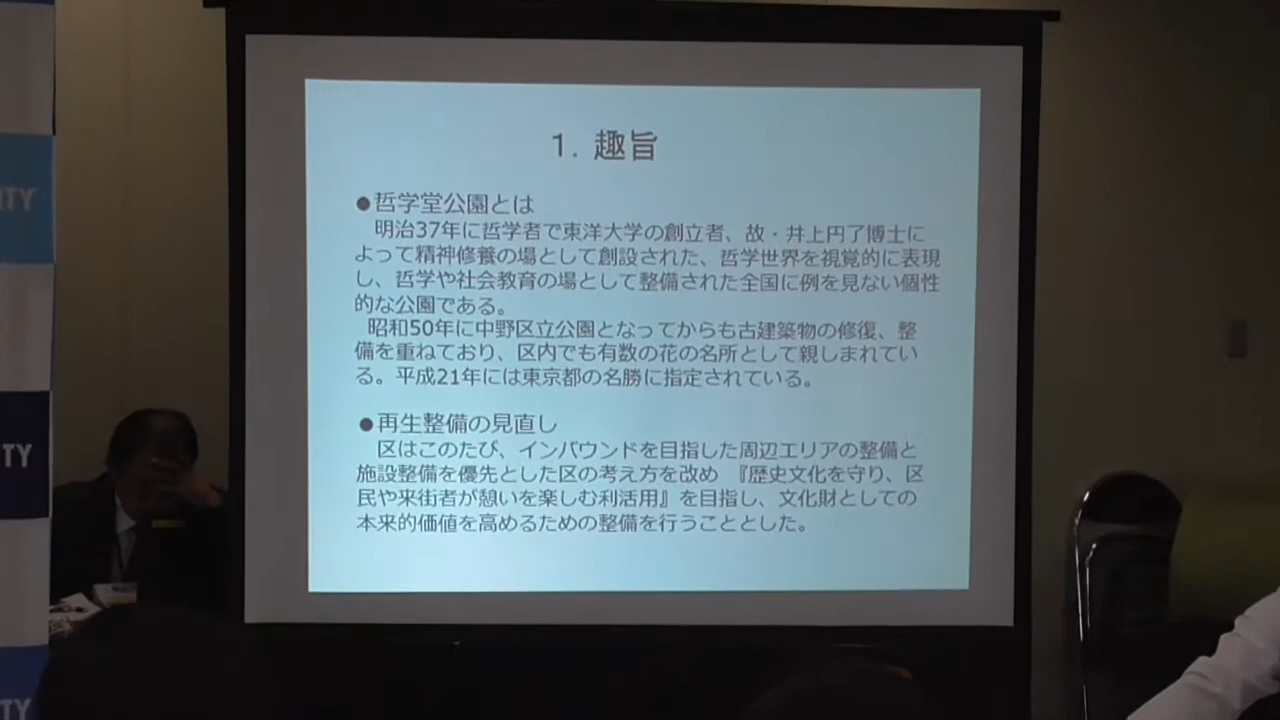 1. 趣旨
●哲学堂公園とは
明治37年に哲学者で東洋大学の創立者、故・井上円了博士に
よって精神修養の場として創設された、哲学世界を視覚的に表現
し、哲学や社会教育の場として整備された全国に例を見ない個性
的な公園である。
昭和50年に中野区立公園となってからも古建築物の修復、整
備を重ねており、区内でも有数の花の名所として親しまれてい
る。平成21年には東京都の名勝に指定されている。
●再生整備の見直し
区はこのたび、インバウンドを目指した周辺エリアの整備と
施設整備を優先とした区の考え方を改め 『歴史文化を守り、区
民や来街者が憩いを楽しむ利活用』を目指し、文化財としての
本来的価値を高めるための整備を行うこととした。
ITY
TY
TY